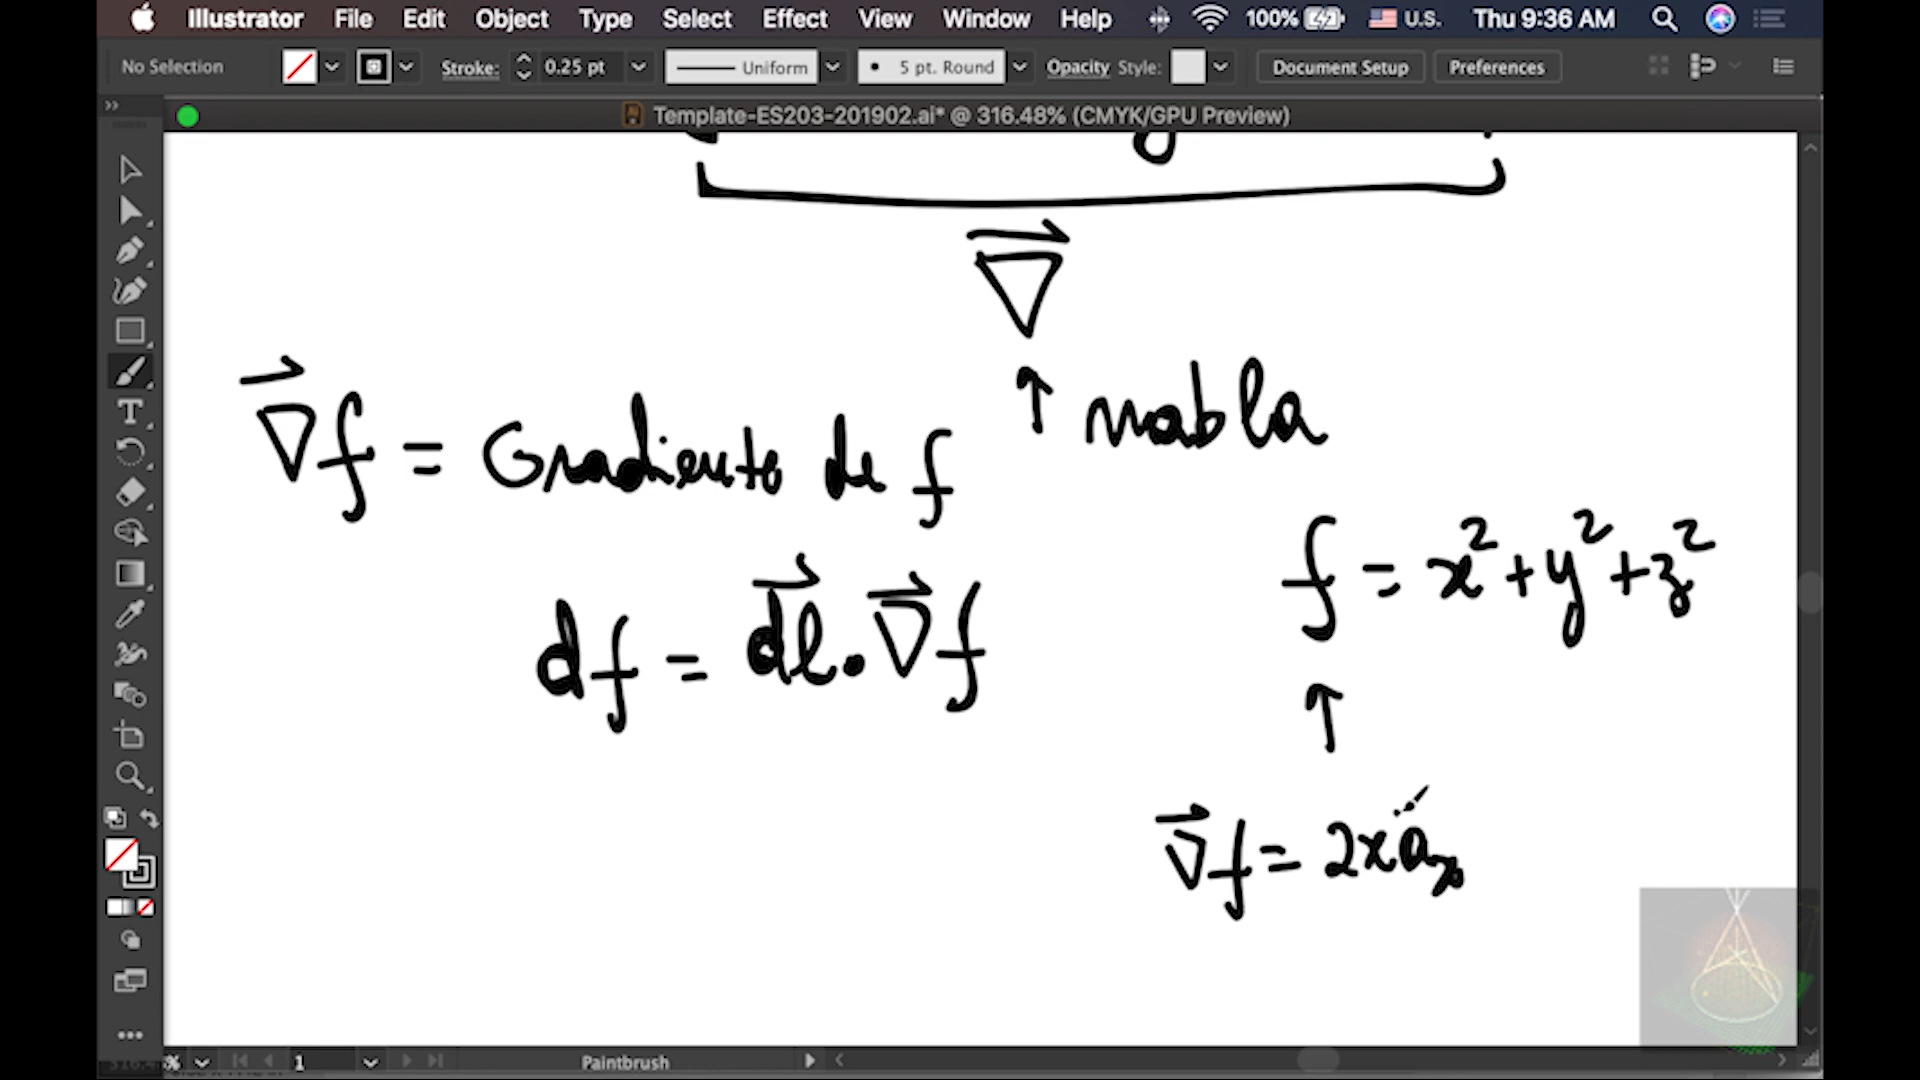 Illustrator File Edit Object Type Select Effect View Window Help 100% U.S. Thu 9:36 AM
No Selection Stroke: 0.25 pt Uniform 5 pt. Round Opacity Style: Document Setup Preferences
Template-ES203-201902.ai* @ 316.48% (CMYK/GPU Preview)
∇⃗
↑ nabla
∇⃗f = Gradiente de f
f = x² + y² + z²
df = d⃗l · ∇⃗f
↑
∇⃗f = 2x a_x
1 Paintbrush